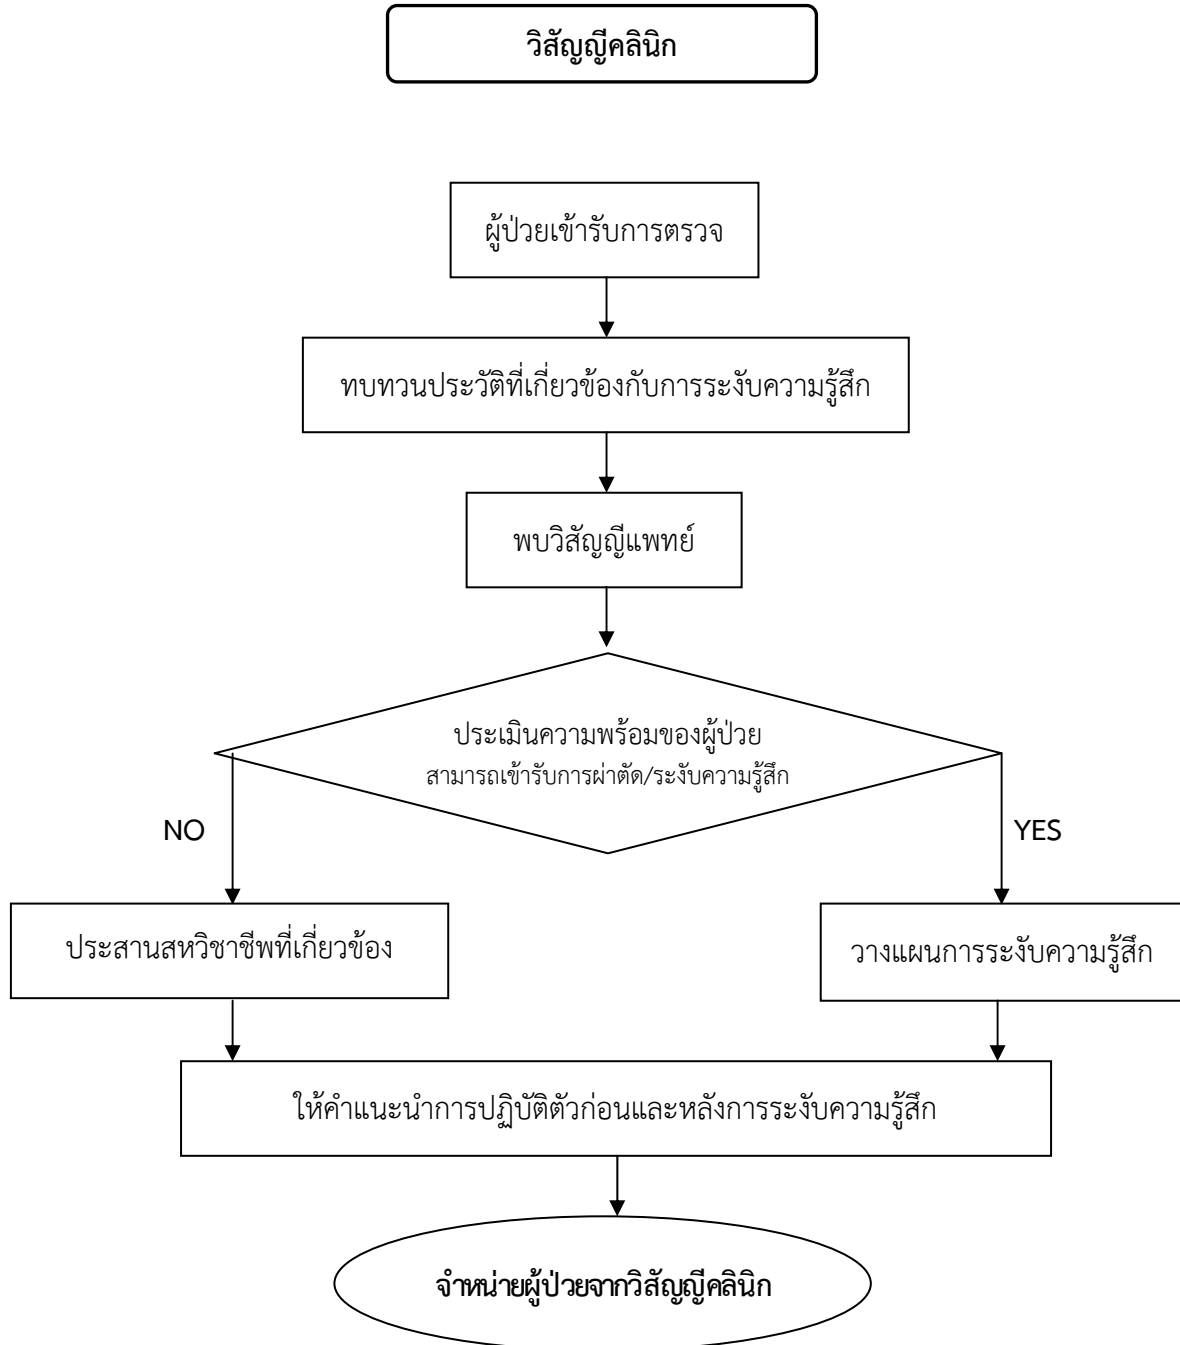 วิสัญญีคลินิก
ผู้ป่วยเข้ารับการตรวจ
ทบทวนประวัติที่เกี่ยวข้องกับการระงับความรู้สึก
พบวิสัญญีแพทย์
ประเมินความพร้อมของผู้ป่วย
สามารถเข้ารับการผ่าตัด/ระงับความรู้สึก
NO
YES
ประสานสหวิชาชีพที่เกี่ยวข้อง
วางแผนการระงับความรู้สึก
ให้คำแนะนำการปฏิบัติตัวก่อนและหลังการระงับความรู้สึก
จำหน่ายผู้ป่วยจากวิสัญญีคลินิก